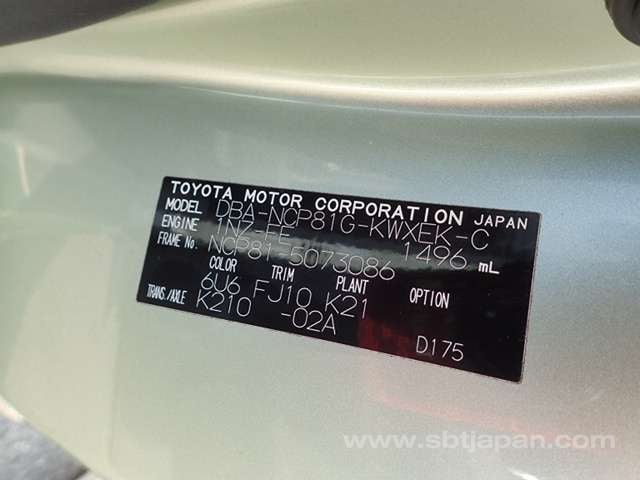 TOYOTA MOTOR CORPORATION JAPAN
MODEL DBA-NCP81G-KWXEK-C
ENGINE 1NZ-FE 1496 mL
FRAME No. NCP81-5073086
COLOR TRIM PLANT OPTION
6U6 FJ10 K21
TRANS./AXLE K210 -02A
D175
www.sbtjapan.com